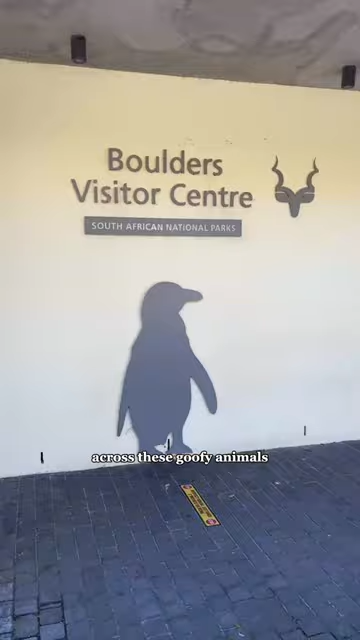 Boulders
Visitor Centre
SOUTH AFRICAN NATIONAL PARKS
across these goofy animals